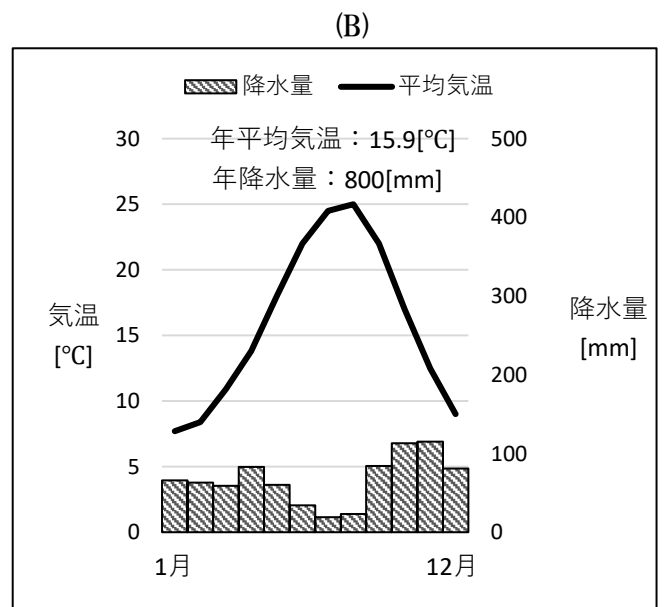 (B)
降水量 平均気温
30 年平均気温：15.9[℃] 500
年降水量：800[mm]
25 400
20
気温 300 降水量
[℃] 15 [mm]
200
10
5 100
0 0
1月 12月